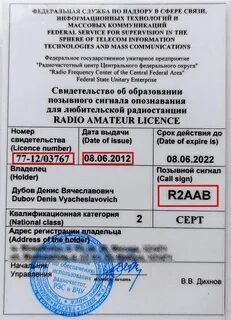 ФЕДЕРАЛЬНАЯ СЛУЖБА ПО НАДЗОРУ В СФЕРЕ СВЯЗИ,
ИНФОРМАЦИОННЫХ ТЕХНОЛОГИЙ И
МАССОВЫХ КОММУНИКАЦИЙ
FEDERAL SERVICE FOR SUPERVISION IN THE
SPHERE OF TELECOM INFORMATION
TECHNOLOGIES AND MASS COMMUNICATIONS
Федеральное государственное унитарное предприятие
"Радиочастотный центр Центрального федерального округа"
"Radio Frequency Center of the Central Federal Area"
Federal State Unitary Enterprise
Свидетельство об образовании
позывного сигнала опознавания
для любительской радиостанции
RADIO AMATEUR LICENCE
Номер свидетельства (Licence number)
77-12/03767
Дата выдачи (Date of issue)
08.06.2012
Срок действия до (Date of expire is)
08.06.2022
Владелец
(Holder)
Дубов Денис Вячеславович
Dubov Denis Vyacheslavovich
Позывной сигнал
(Call sign)
R2AAB
Квалификационная категория
(National class)
2
СЕРТ
Адрес регистрации владельца
(Address of the holder)
Начальник
Управления
В.В. Дихнов